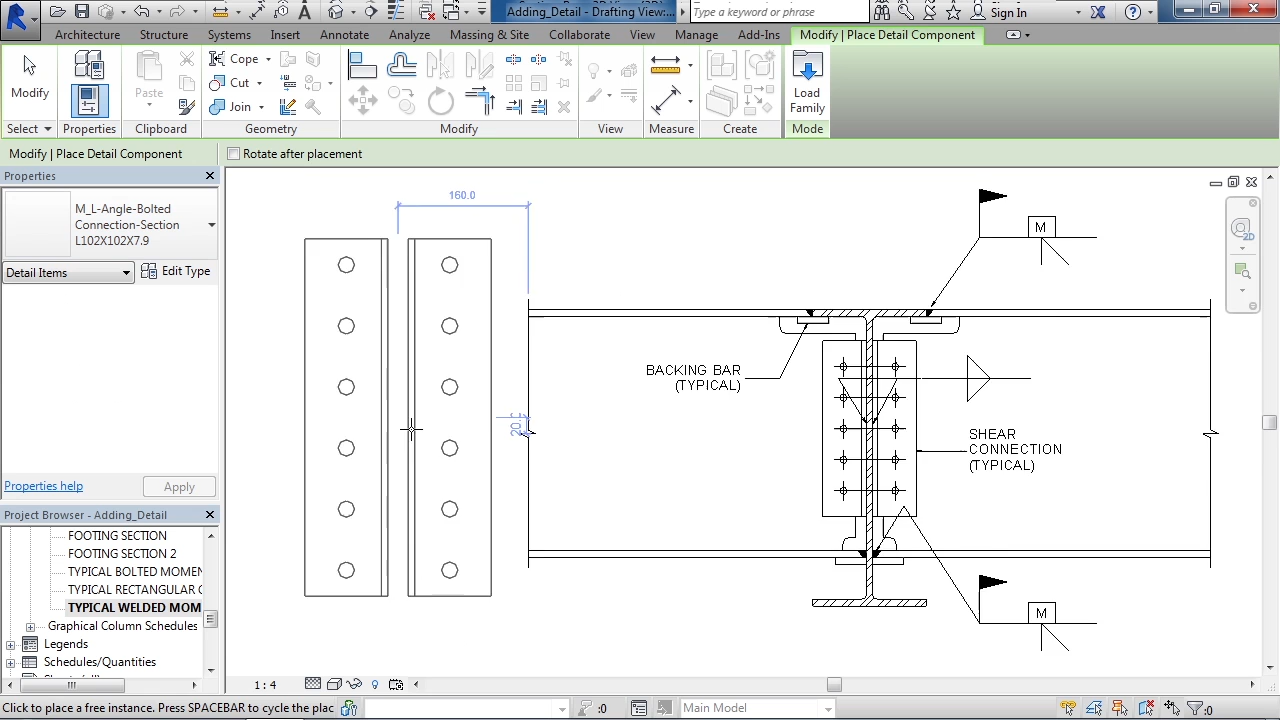 Adding_Detail - Drafting View:...
Type a keyword or phrase
Sign In
Architecture
Structure
Systems
Insert
Annotate
Analyze
Massing & Site
Collaborate
View
Manage
Add-Ins
Modify | Place Detail Component
Modify
Paste
Cope
Cut
Join
Load
Family
Select
Properties
Clipboard
Geometry
Modify
View
Measure
Create
Mode
Modify | Place Detail Component
Rotate after placement
Properties
M_L-Angle-Bolted
Connection-Section
L102X102X7.9
Detail Items
Edit Type
Properties help
Apply
Project Browser - Adding_Detail
FOOTING SECTION
FOOTING SECTION 2
TYPICAL BOLTED MOMEN
TYPICAL RECTANGULAR C
TYPICAL WELDED MOM
Graphical Column Schedules
Legends
Schedules/Quantities
160.0
M
BACKING BAR
(TYPICAL)
SHEAR
CONNECTION
(TYPICAL)
M
2D
1 : 4
Click to place a free instance. Press SPACEBAR to cycle the plac
:0
Main Model
:0